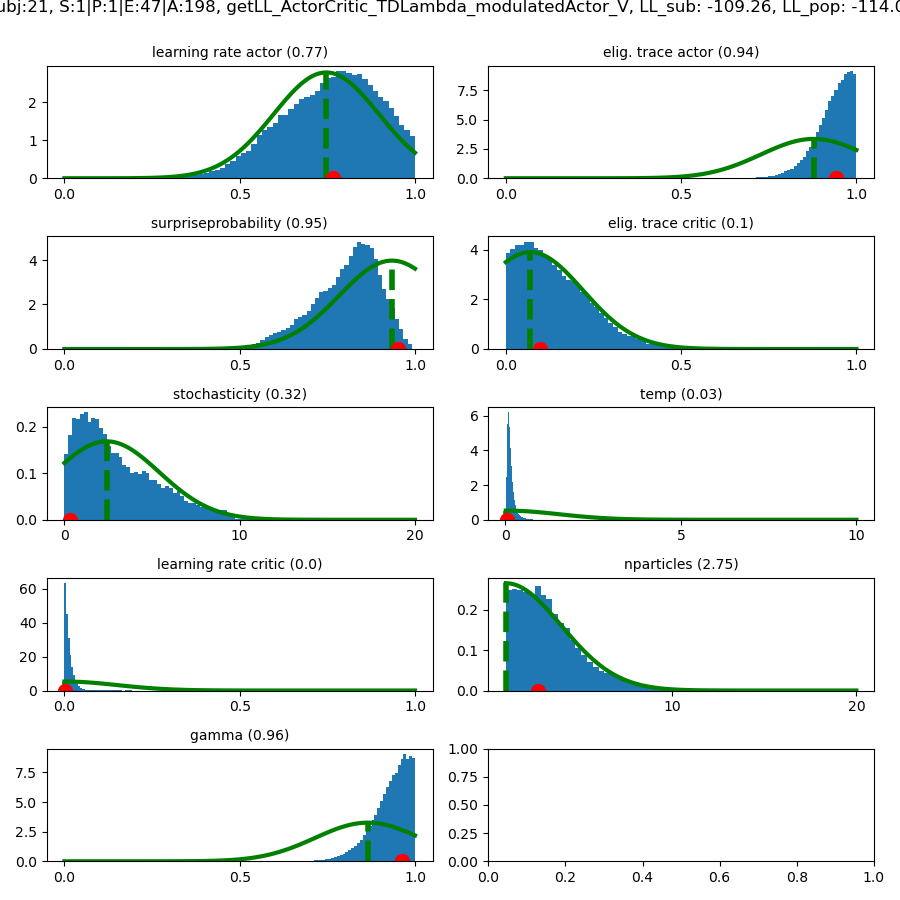 ubj:21, S:1|P:1|E:47|A:198, getLL_ActorCritic_TDLambda_modulatedActor_V, LL_sub: -109.26, LL_pop: -114.0
learning rate actor (0.77)
elig. trace actor (0.94)
2
1
0
0.0 0.5 1.0
7.5
5.0
2.5
0.0
0.0 0.5 1.0
surpriseprobability (0.95)
elig. trace critic (0.1)
4
2
0
0.0 0.5 1.0
4
2
0
0.0 0.5 1.0
stochasticity (0.32)
temp (0.03)
0.2
0.1
0.0
0 10 20
6
4
2
0
0 5 10
learning rate critic (0.0)
nparticles (2.75)
60
40
20
0
0.0 0.5 1.0
0.2
0.1
0.0
10 20
gamma (0.96)
7.5
5.0
2.5
0.0
0.0 0.5 1.0
1.00
0.75
0.50
0.25
0.00
0.0 0.2 0.4 0.6 0.8 1.0